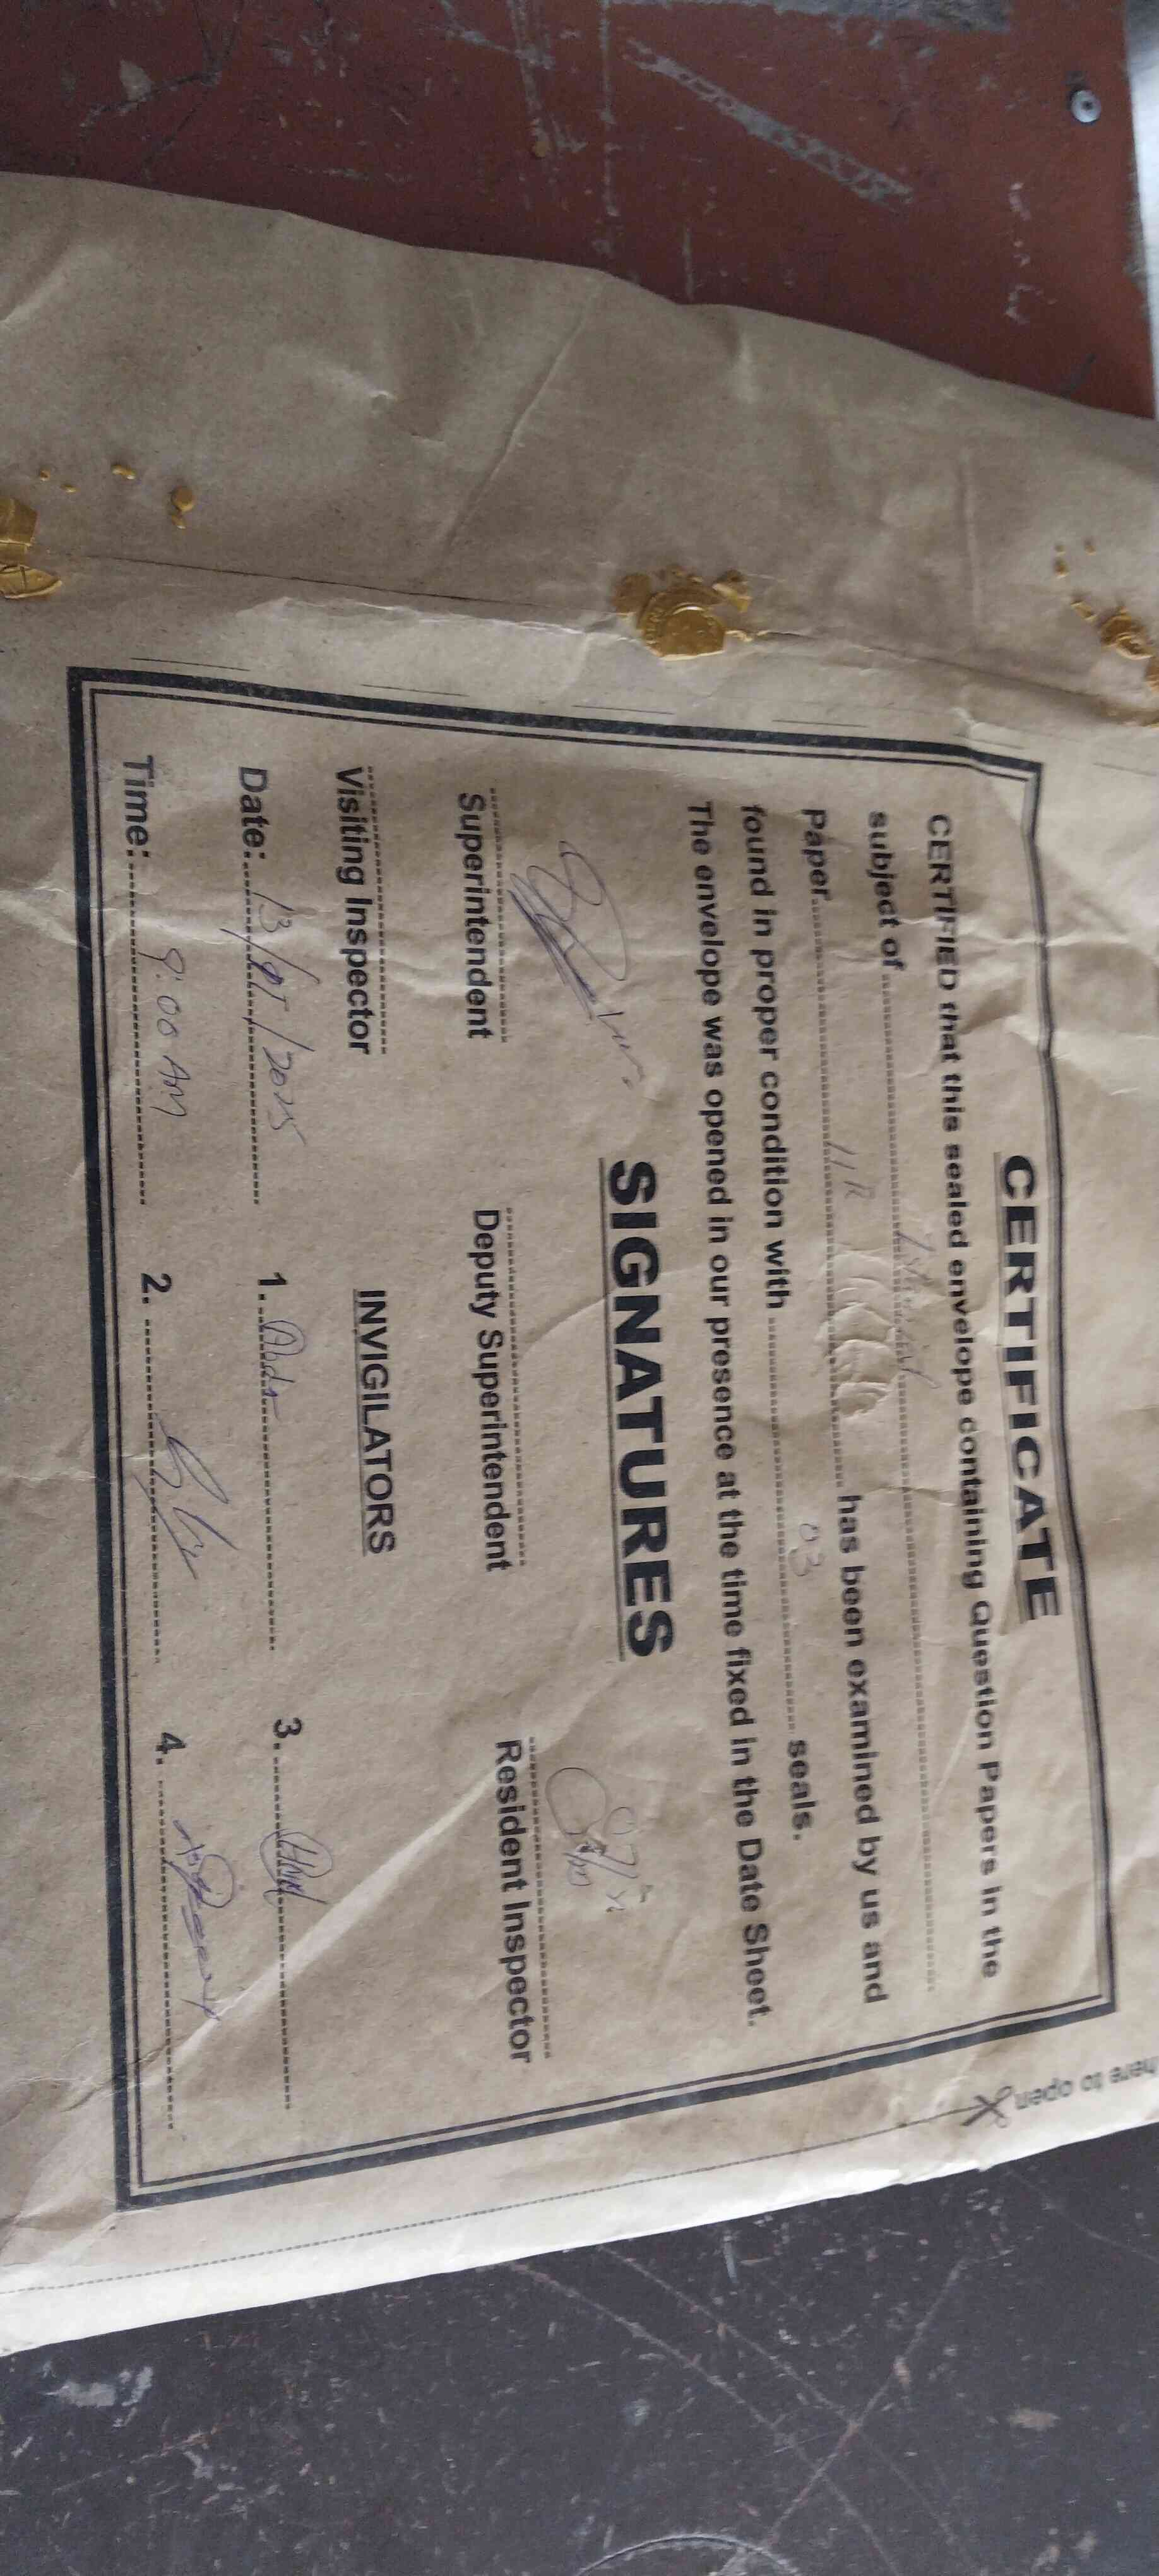 CERTIFICATE
CERTIFIED that this sealed envelope containing Question Papers in the
subject of
paper 11 R has been examined by us and
found in proper condition with 03 seals.
The envelope was opened in our presence at the time fixed in the Date Sheet.
SIGNATURES
Superintendent Deputy Superintendent Resident Inspector
Visiting Inspector
INVIGILATORS
Date: 13/05/2025 1. 3.
Time: 9:00 AM 2. 4.
here to open